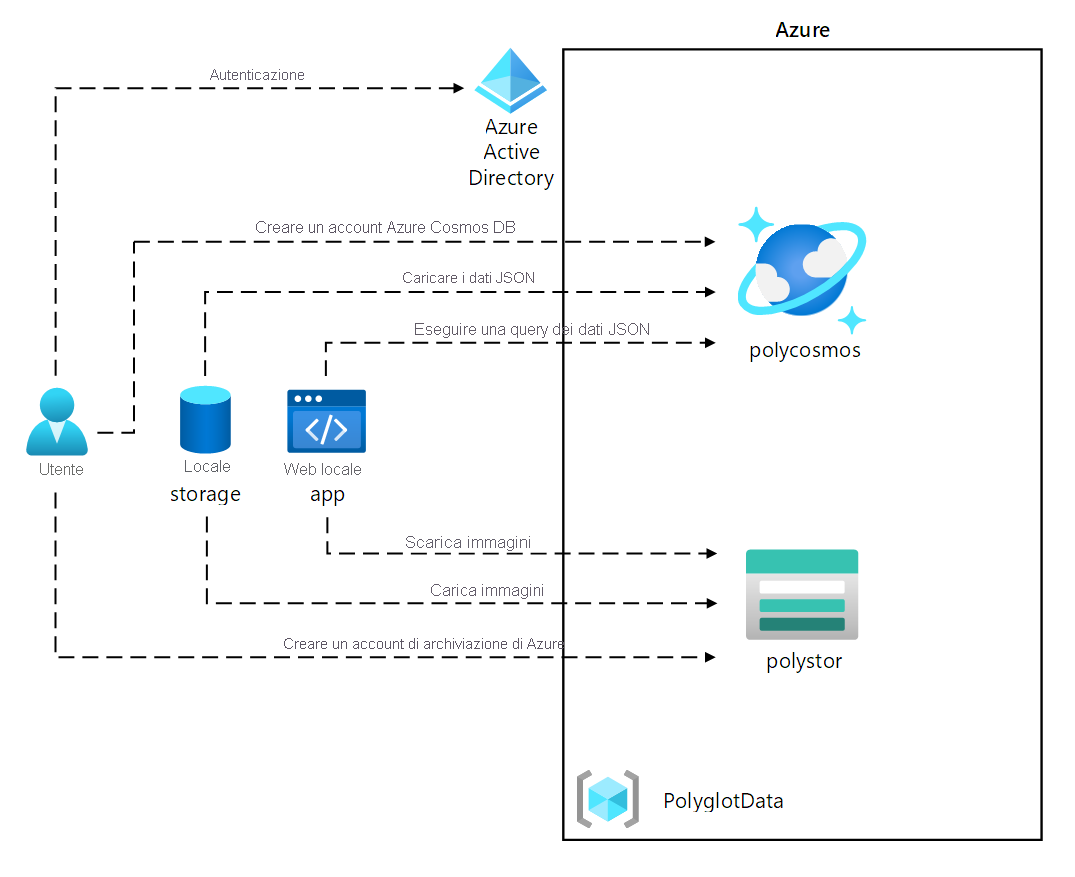 Azure
Autenticazione
Azure
Active
Directory
Creare un account Azure Cosmos DB
Caricare i dati JSON
Eseguire una query dei dati JSON
polycosmos
Utente
Locale
storage
Web locale
app
Scarica immagini
Carica immagini
Creare un account di archiviazione di Azure
polystor
PolyglotData